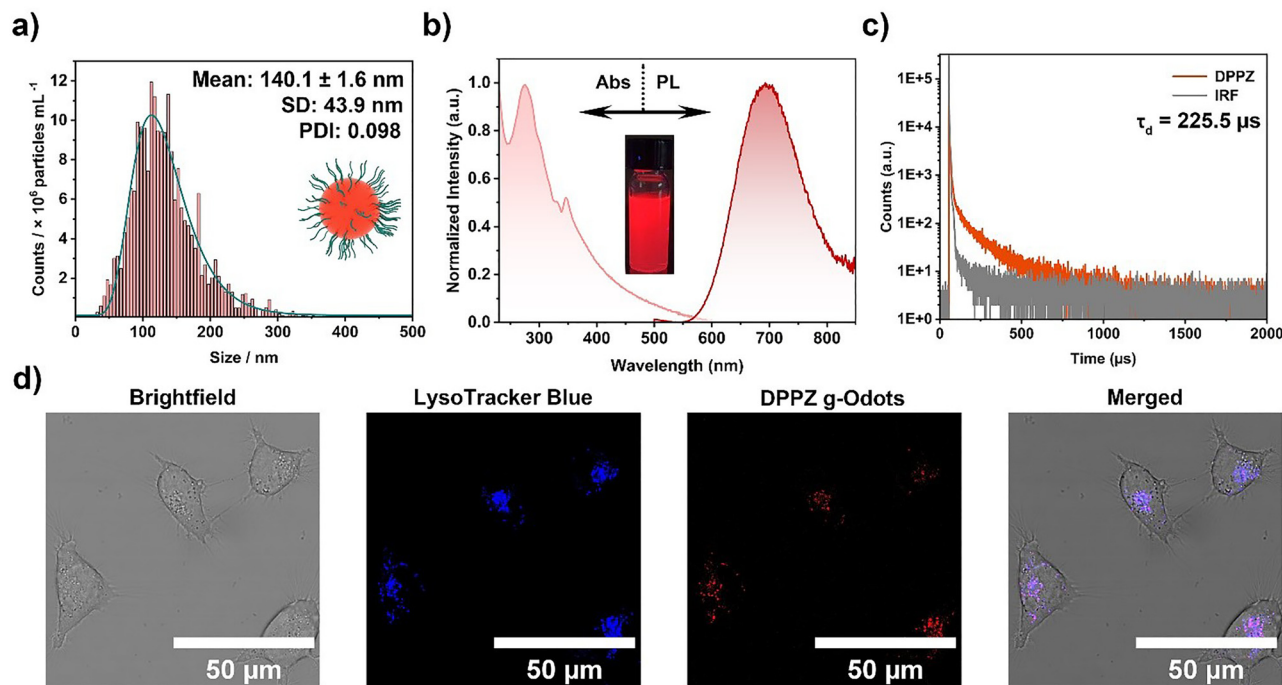 a)
Mean: 140.1 ± 1.6 nm
SD: 43.9 nm
PDI: 0.098
Counts / × 10⁶ particles mL⁻¹
12
10
8
6
4
2
0
100
200
300
400
500
Size / nm
b)
Abs
PL
Normalized Intensity (a.u.)
1.0
0.8
0.6
0.4
0.2
0.0
300
400
500
600
700
800
Wavelength (nm)
c)
DPPZ
IRF
τd = 225.5 µs
Counts (a.u.)
1E+5
1E+4
1E+3
1E+2
1E+1
1E+0
0
500
1000
1500
2000
Time (µs)
d)
Brightfield
LysoTracker Blue
DPPZ g-Odots
Merged
50 µm
50 µm
50 µm
50 µm